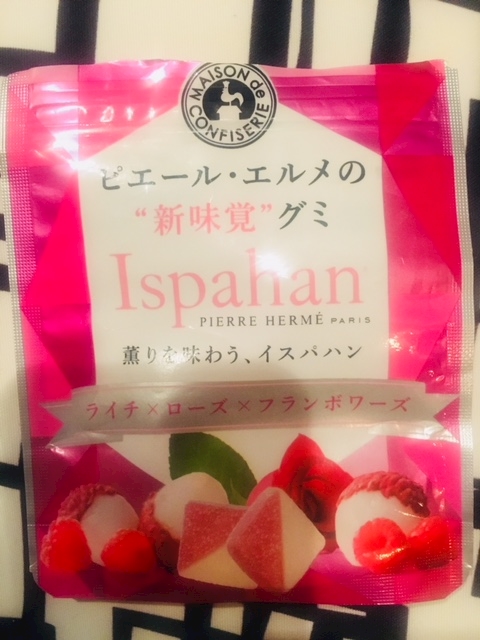 MAISON de
CONFISERIE
ピエール・エルメの
“新味覚”グミ
Ispahan
PIERRE HERMÉ PARIS
薫りを味わう、イスパハン
ライチ×ローズ×フランボワーズ